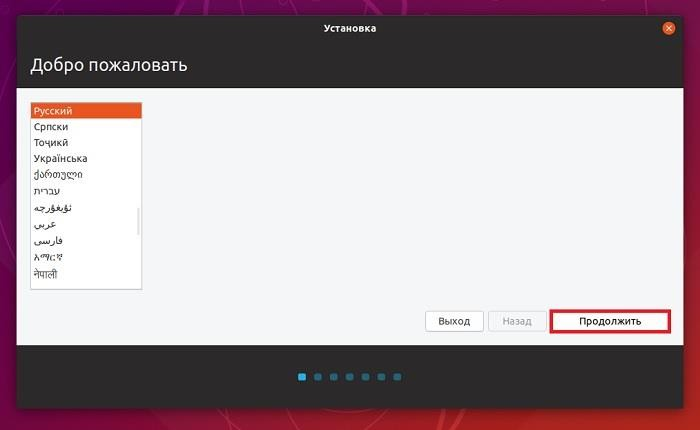 Установка
Добро пожаловать
Русский
Српски
Тоҷикӣ
Українська
ქართული
עברית
ئۇيغۇرچە
عربي
فارسی
አማርኛ
नेपाली
Выход
Назад
Продолжить